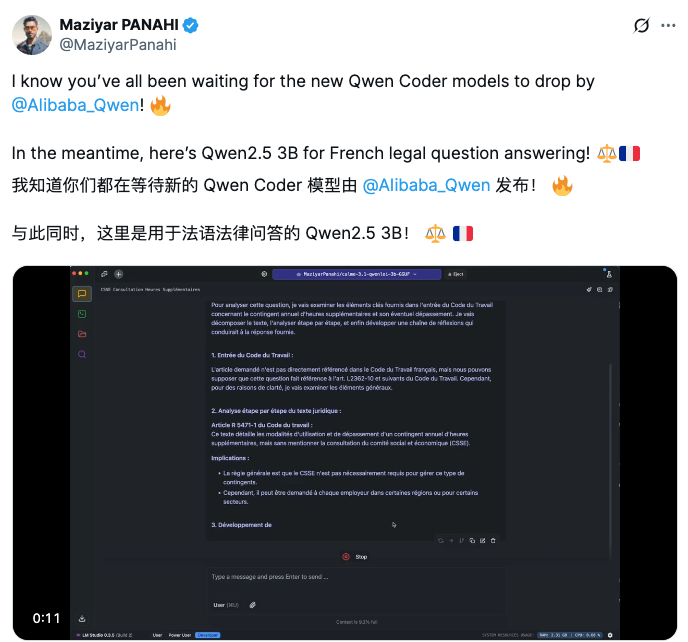 Maziyar PANAHI
@MaziyarPanahi
I know you’ve all been waiting for the new Qwen Coder models to drop by
@Alibaba_Qwen! 🔥
In the meantime, here’s Qwen2.5 3B for French legal question answering! ⚖️🇫🇷
我知道你们都在等待新的 Qwen Coder 模型由 @Alibaba_Qwen 发布！ 🔥
与此同时，这里是用于法语法律问答的 Qwen2.5 3B！ ⚖️ 🇫🇷
MaziyarPanahi/calme-3.1-qwenloi-3b-GGUF
Eject
CSSE Consultation Heures Supplémentaires
Pour analyser cette question, je vais examiner les éléments clés fournis dans l'entrée du Code du Travail
concernant le contingent annuel d'heures supplémentaires et son éventuel dépassement. Je vais
décomposer le texte, l'analyser étape par étape, et enfin développer une chaîne de réflexions qui
conduirait à la réponse fournie.
1. Entrée du Code du Travail :
L'article demandé n'est pas directement référencé dans le Code du Travail français, mais nous pouvons
supposer que cette question fait référence à l'art. L2362-10 et suivants du Code du Travail. Cependant,
pour des raisons de clarté, je vais examiner les éléments généraux.
2. Analyse étape par étape du texte juridique :
Article R 5471-1 du Code du travail :
Ce texte détaille les modalités d'utilisation et de dépassement d'un contingent annuel d'heures
supplémentaires, mais sans mentionner la consultation du comité social et économique (CSSE).
Implications :
• La règle générale est que le CSSE n'est pas nécessairement requis pour gérer ce type de
contingents.
• Cependant, il peut être demandé à chaque employeur dans certaines régions ou pour certains
secteurs.
3. Développement de
Stop
Type a message and press Enter to send ...
User (⌘U)
Context is 9.2% full
0:11
LM Studio 0.3.5
User Power User Developer
SYSTEM RESOURCES USAGE: RAM: 3.31 GB | CPU: 0.00 %